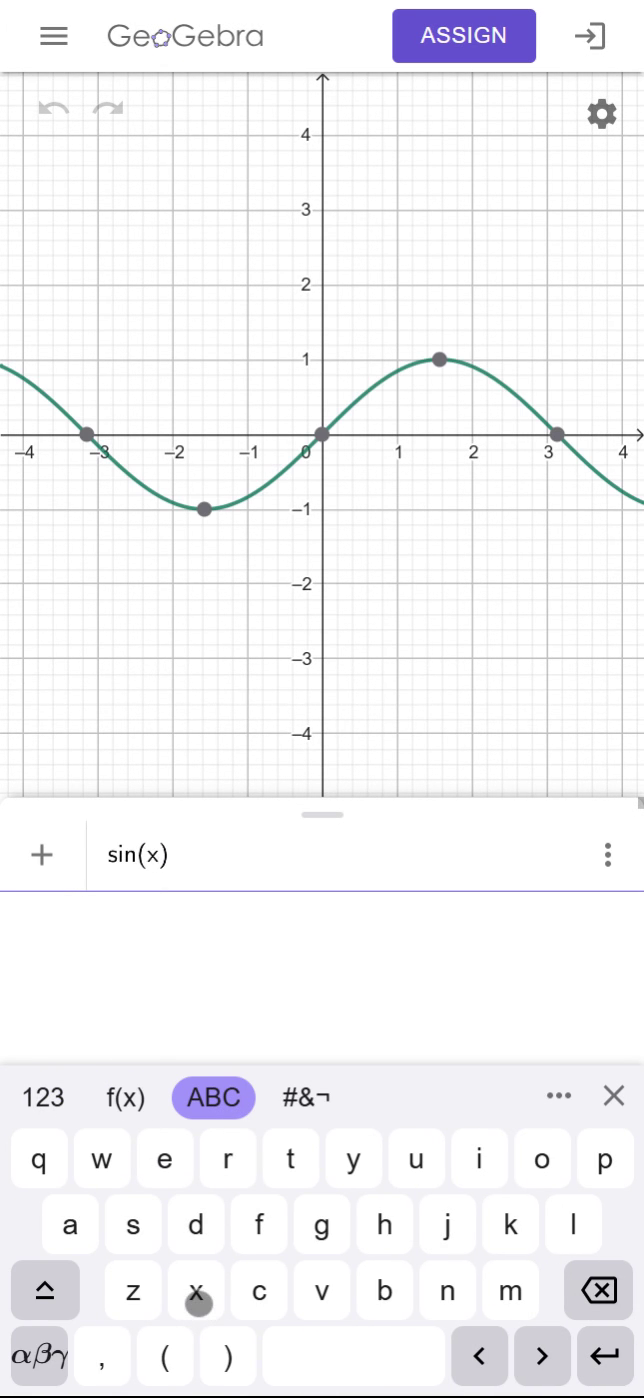 GeoGebra
ASSIGN
4
3
2
1
–4 –3 –2 –1 0 1 2 3 4
–1
–2
–3
–4
+ sin(x)
123 f(x) ABC #&¬
q w e r t y u i o p
a s d f g h j k l
z x c v b n m
αβγ , ( )